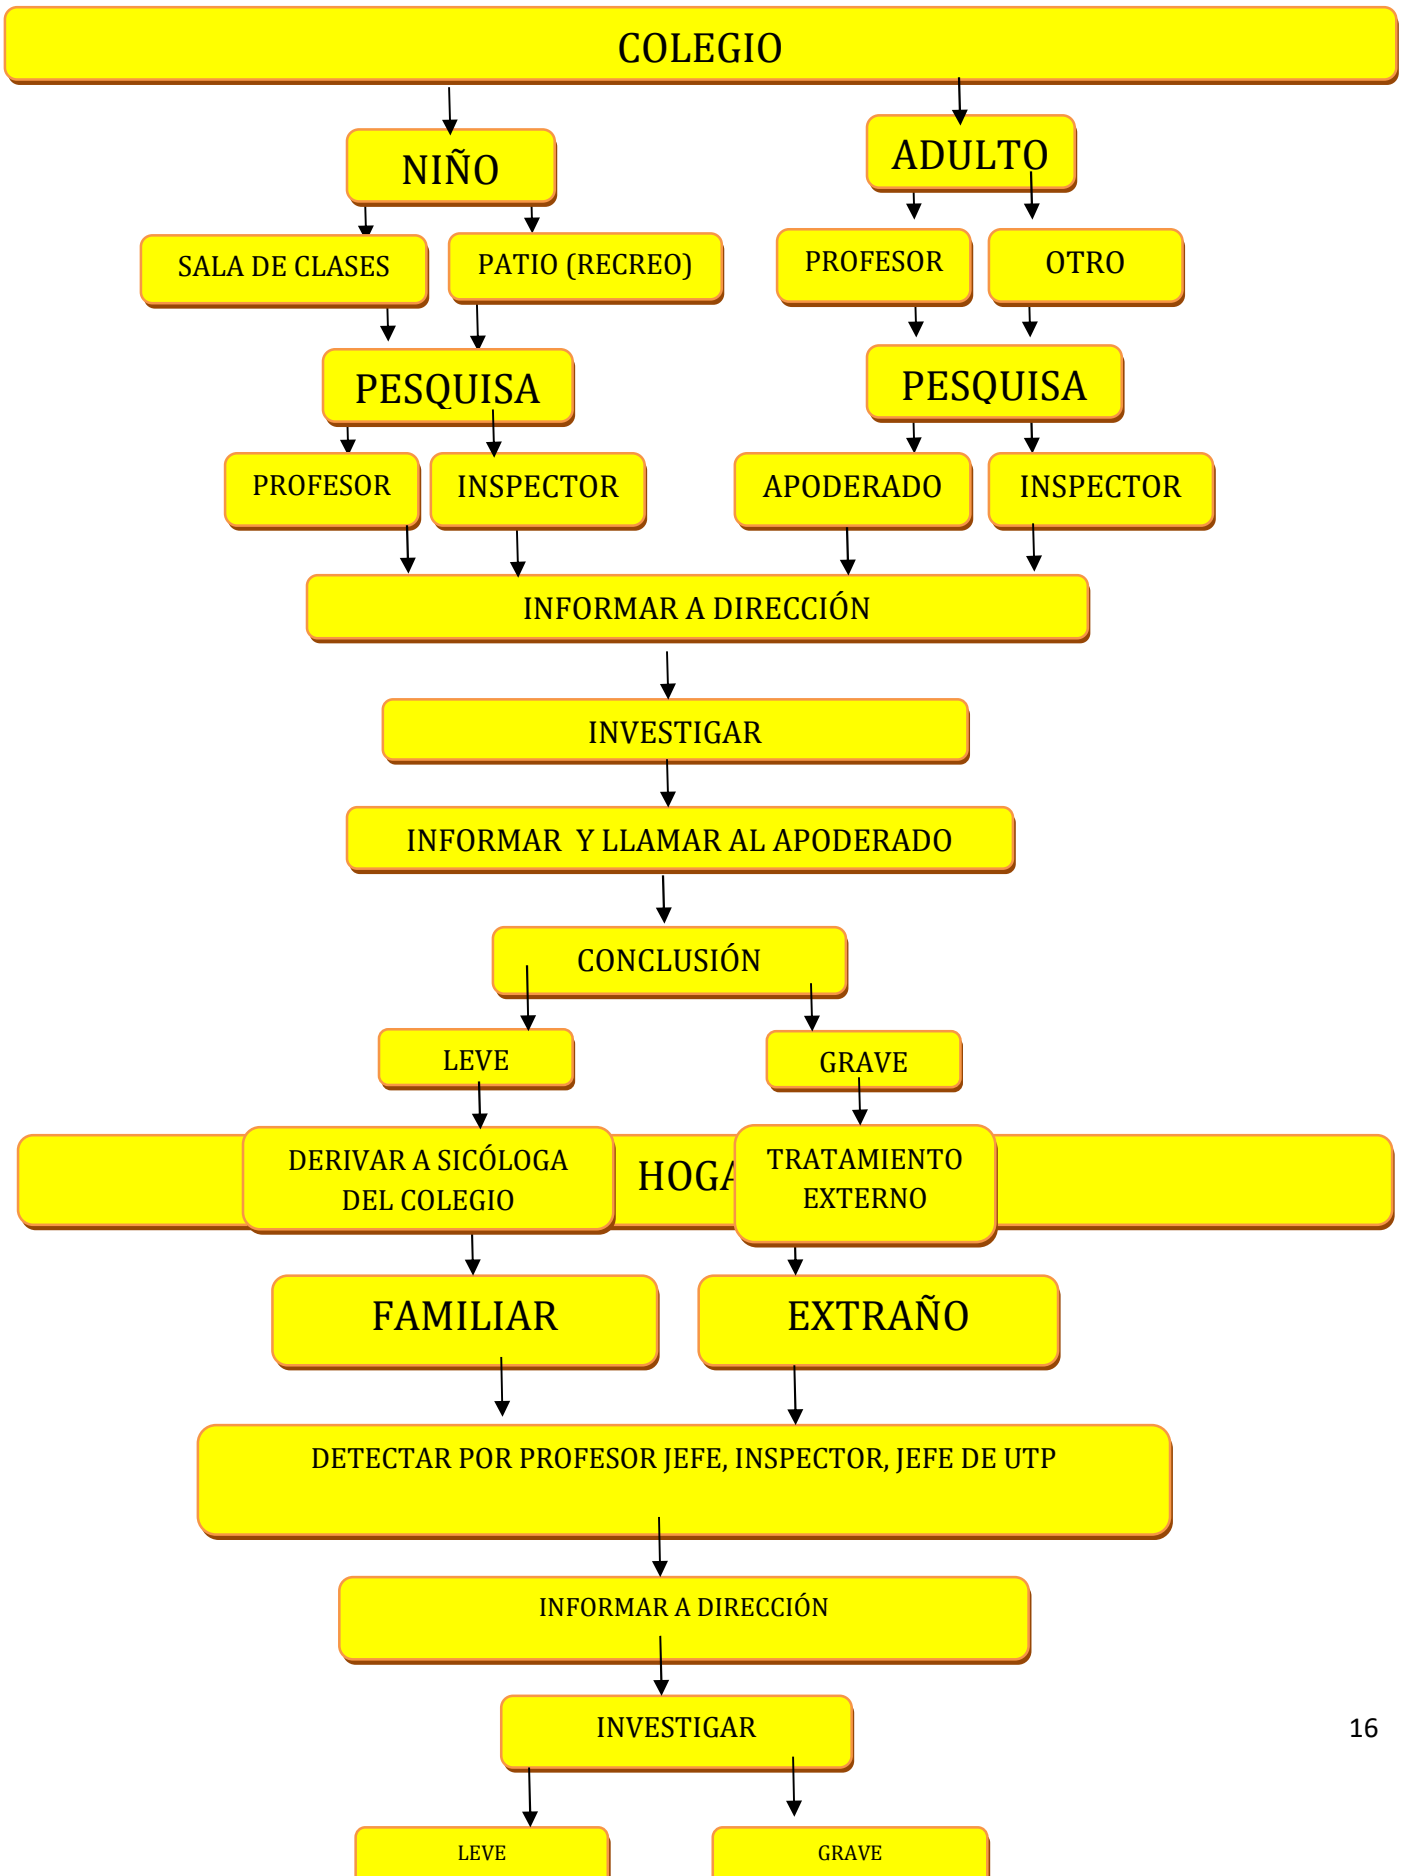 COLEGIO
NIÑO
ADULTO
SALA DE CLASES
PATIO (RECREO)
PROFESOR
OTRO
PESQUISA
PESQUISA
PROFESOR
INSPECTOR
APODERADO
INSPECTOR
INFORMAR A DIRECCIÓN
INVESTIGAR
INFORMAR Y LLAMAR AL APODERADO
CONCLUSIÓN
LEVE
GRAVE
DERIVAR A SICÓLOGA
DEL COLEGIO
TRATAMIENTO
EXTERNO
FAMILIAR
EXTRAÑO
DETECTAR POR PROFESOR JEFE, INSPECTOR, JEFE DE UTP
INFORMAR A DIRECCIÓN
INVESTIGAR
16
LEVE
GRAVE